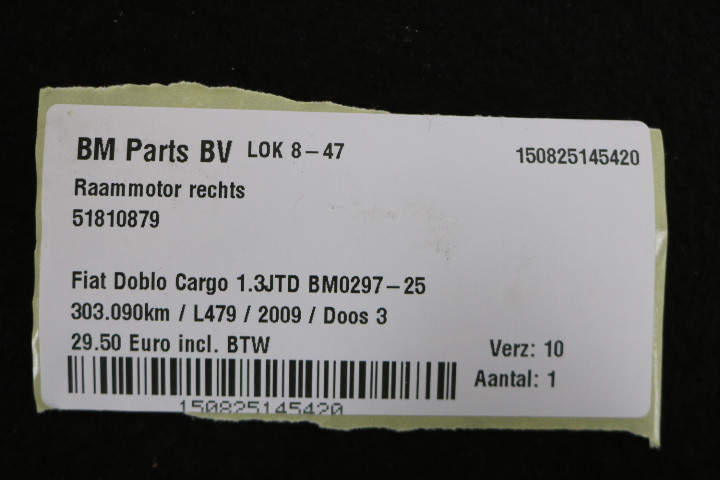 BM Parts BV LOK 8-47 150825145420
Raammotor rechts
51810879
Fiat Doblo Cargo 1.3JTD BM0297-25
303.090km / L479 / 2009 / Doos 3
29.50 Euro incl. BTW Verz: 10
Aantal: 1
150825145420